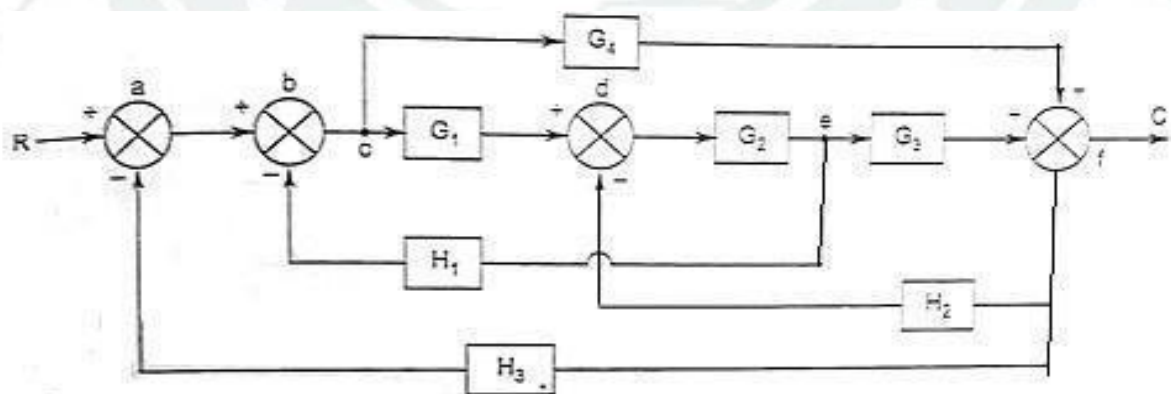 G₄
a
b
d
+
+
+
-
-
R
c
G₁
G₂
e
G₃
C
f
-
-
-
H₁
H₂
H₃